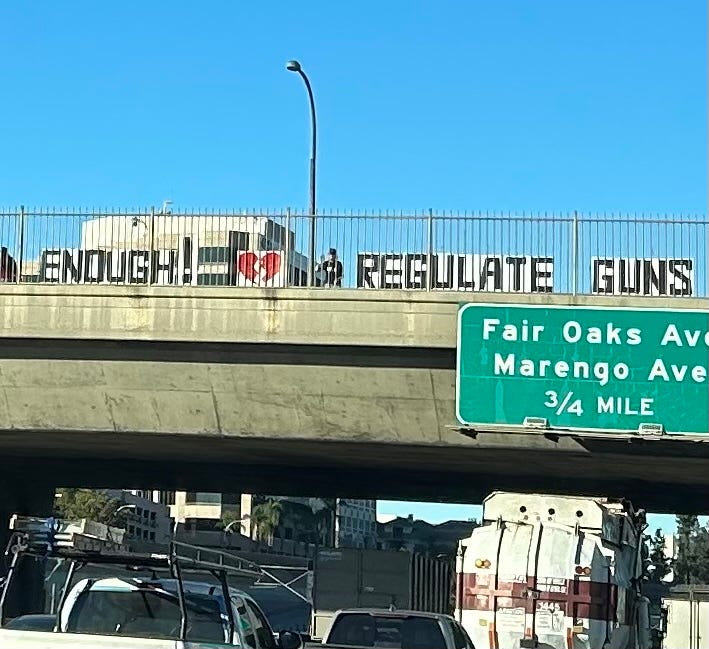 ENOUGH! REGULATE GUNS
Fair Oaks Ave
Marengo Ave
3/4 MILE